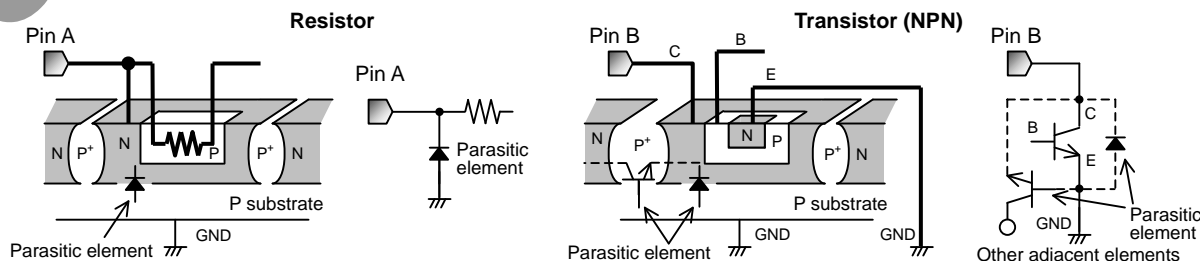 Resistor
Pin A
N
N
P+
P
P+
N
Parasitic element
GND
P substrate
Pin A
Parasitic
element
Transistor (NPN)
Pin B
C
B
E
N
P+
N
P
P+
N
P substrate
GND
GND
Parasitic element
Pin B
C
B
E
GND
Parasitic
element
Other adjacent elements